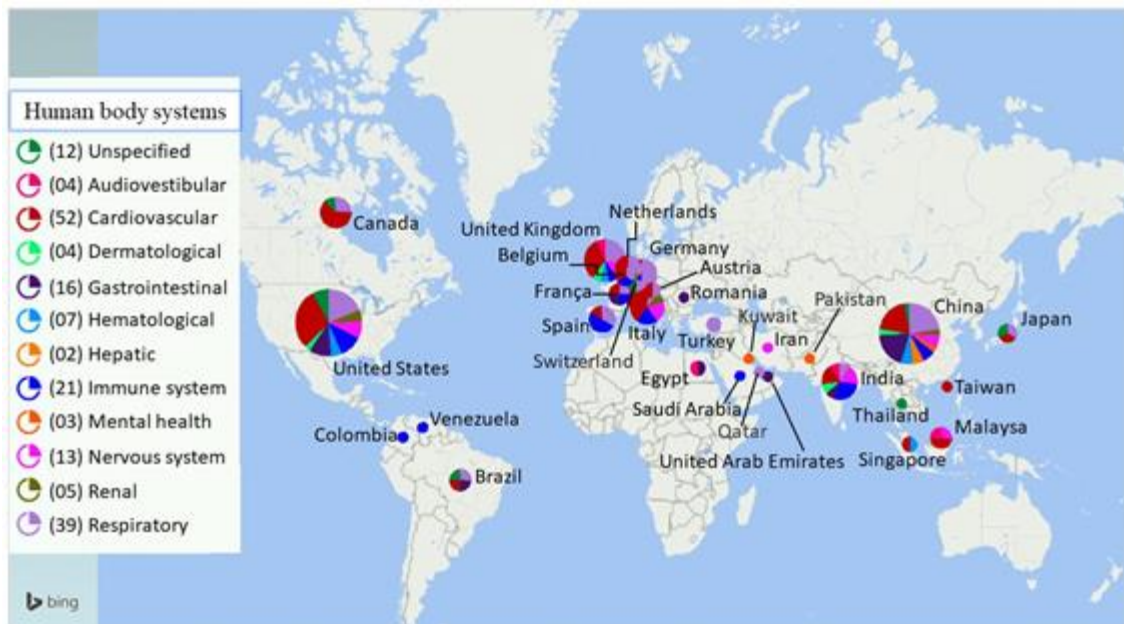 Human body systems
(12) Unspecified
(04) Audiovestibular
(52) Cardiovascular
(04) Dermatological
(16) Gastrointestinal
(07) Hematological
(02) Hepatic
(21) Immune system
(03) Mental health
(13) Nervous system
(05) Renal
(39) Respiratory
Canada
United States
Colombia
Venezuela
Brazil
Netherlands
United Kingdom
Belgium
Germany
Austria
França
Romania
Spain
Italy
Switzerland
Turkey
Kuwait
Iran
Pakistan
China
Japan
Egypt
Saudi Arabia
Qatar
United Arab Emirates
India
Taiwan
Thailand
Malaysa
Singapore
bing